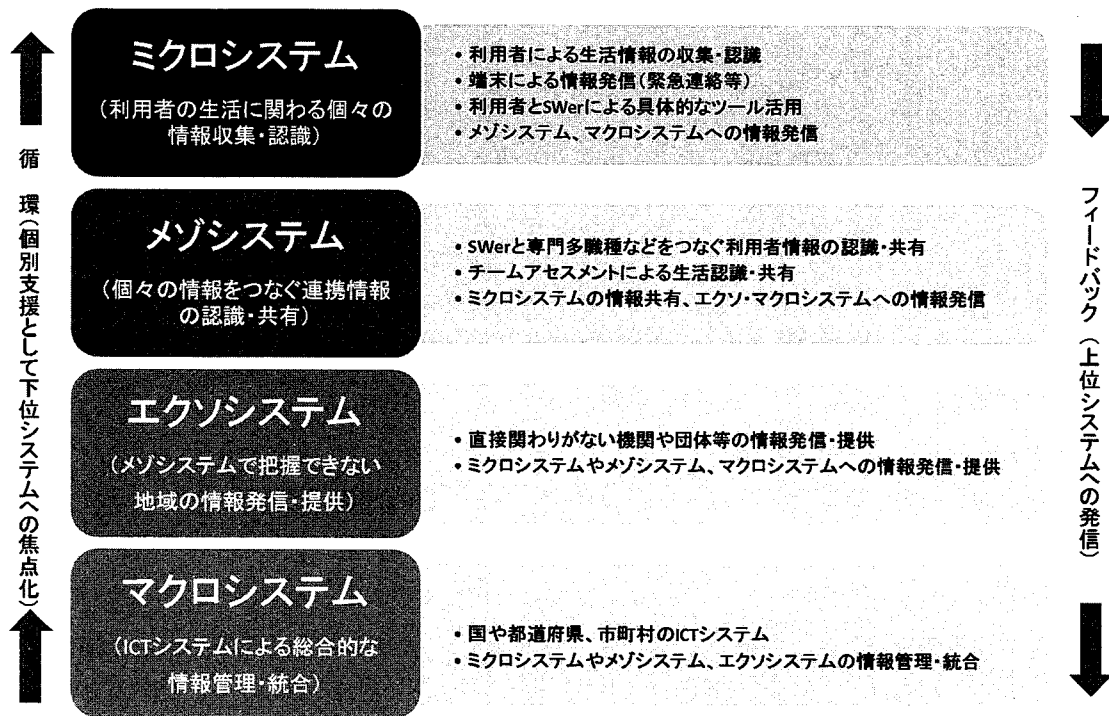 ミクロシステム
(利用者の生活に関わる個々の
情報収集・認識)
• 利用者による生活情報の収集・認識
• 端末による情報発信(緊急連絡等)
• 利用者とSWerによる具体的なツール活用
• メゾシステム、マクロシステムへの情報発信
メゾシステム
(個々の情報をつなぐ連携情報
の認識・共有)
• SWerと専門多職種などをつなぐ利用者情報の認識・共有
• チームアセスメントによる生活認識・共有
• ミクロシステムの情報共有、エクソ・マクロシステムへの情報発信
エクソシステム
(メゾシステムで把握できない
地域の情報発信・提供)
• 直接関わりがない機関や団体等の情報発信・提供
• ミクロシステムやメゾシステム、マクロシステムへの情報発信・提供
マクロシステム
(ICTシステムによる総合的な
情報管理・統合)
• 国や都道府県、市町村のICTシステム
• ミクロシステムやメゾシステム、エクソシステムの情報管理・統合
循 環(個別支援として下位システムへの焦点化)
フィードバック (上位システムへの発信)